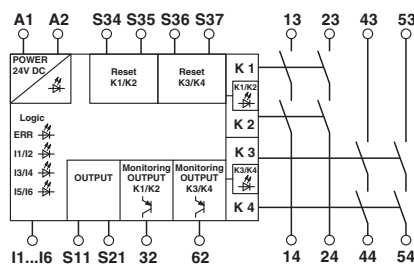 A1 A2 S34 S35 S36 S37 13 23 43 53
POWER
24V DC
Reset
K1/K2
Reset
K3/K4
K 1
K1/K2
K 2
Logic
ERR
I1/I2
I3/I4
I5/I6
OUTPUT
Monitoring
OUTPUT
K1/K2
Monitoring
OUTPUT
K3/K4
K 3
K3/K4
K 4
I1...I6 S11 S21 32 62 14 24 44 54